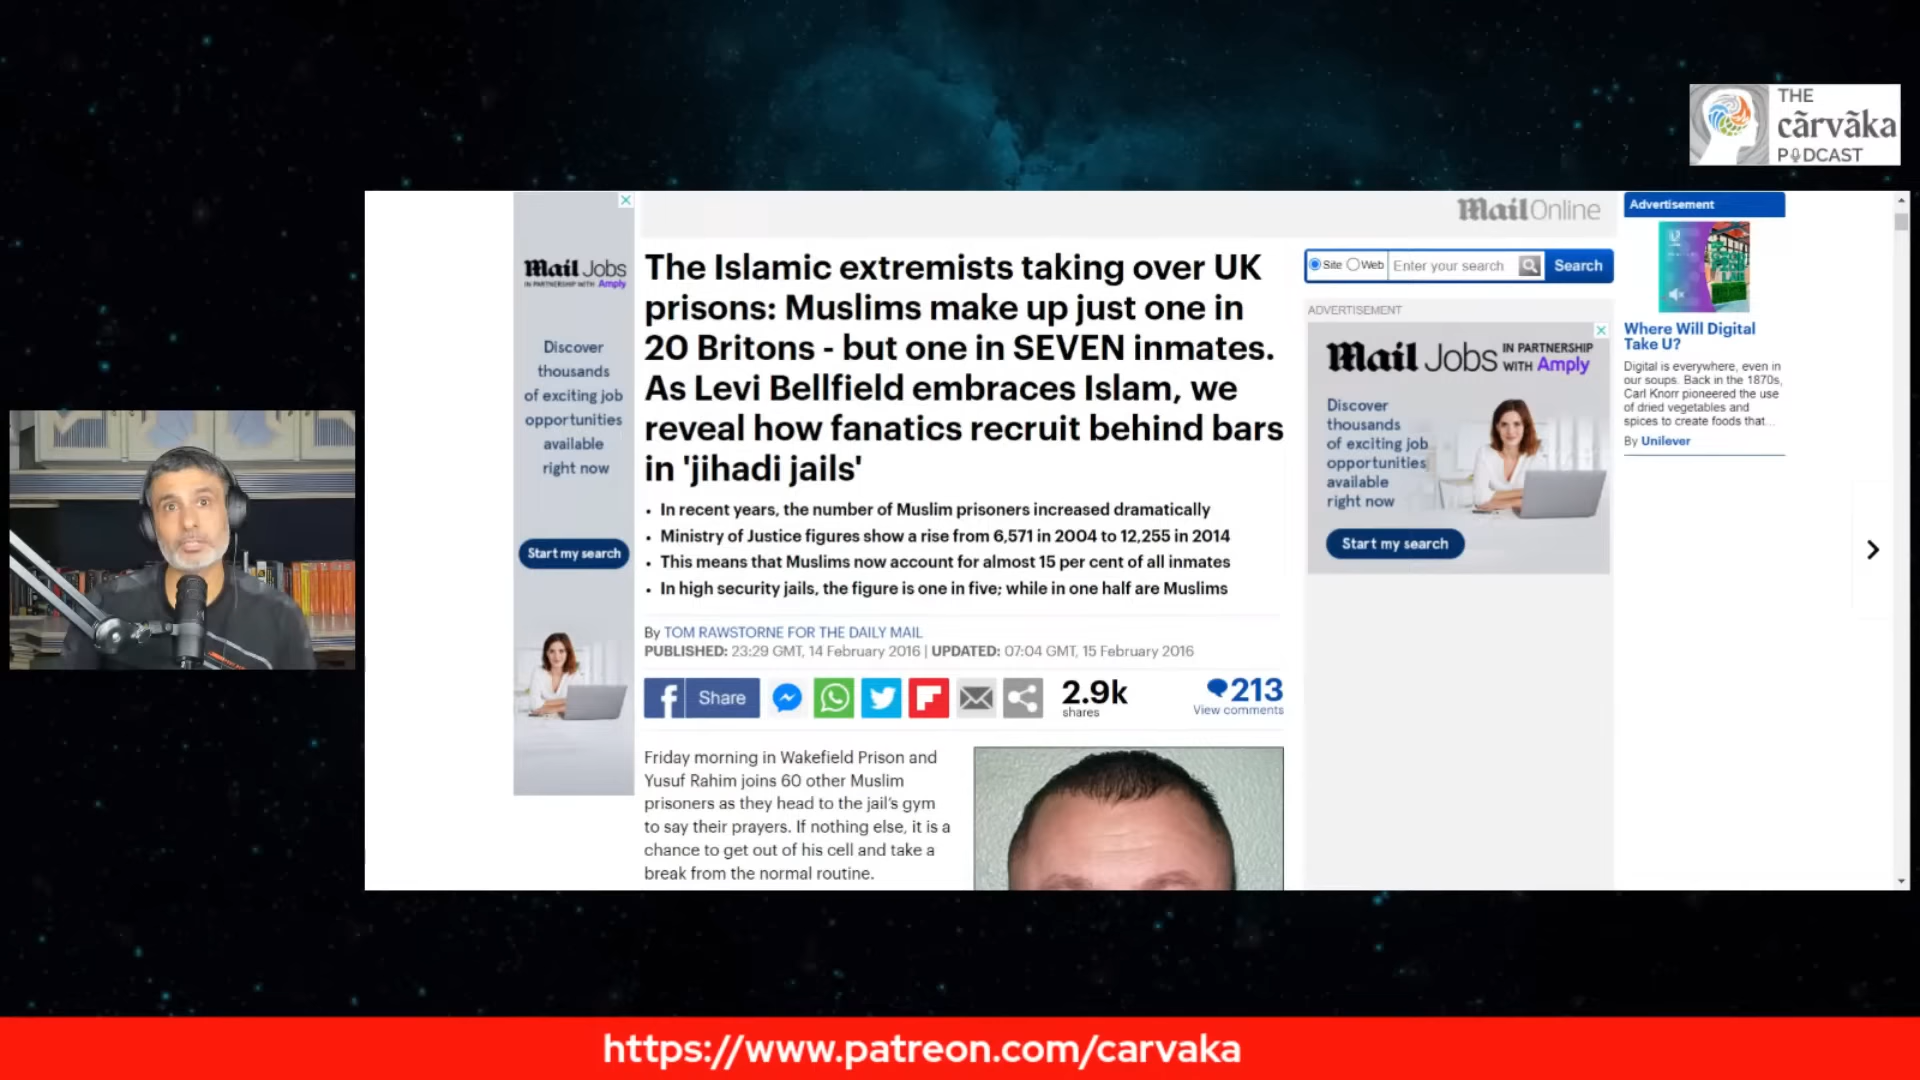 THE
cārvāka
PODCAST
Mail Online
Advertisement
Mail Jobs
IN PARTNERSHIP WITH Amply
Discover
thousands
of exciting job
opportunities
available
right now
Start my search
The Islamic extremists taking over UK
prisons: Muslims make up just one in
20 Britons - but one in SEVEN inmates.
As Levi Bellfield embraces Islam, we
reveal how fanatics recruit behind bars
in 'jihadi jails'
• In recent years, the number of Muslim prisoners increased dramatically
• Ministry of Justice figures show a rise from 6,571 in 2004 to 12,255 in 2014
• This means that Muslims now account for almost 15 per cent of all inmates
• In high security jails, the figure is one in five; while in one half are Muslims
By TOM RAWSTORNE FOR THE DAILY MAIL
PUBLISHED: 23:29 GMT, 14 February 2016 | UPDATED: 07:04 GMT, 15 February 2016
Share
2.9k
shares
213
View comments
Friday morning in Wakefield Prison and
Yusuf Rahim joins 60 other Muslim
prisoners as they head to the jail's gym
to say their prayers. If nothing else, it is a
chance to get out of his cell and take a
break from the normal routine.
Site Web Enter your search Search
ADVERTISEMENT
Mail Jobs IN PARTNERSHIP
WITH Amply
Discover
thousands
of exciting job
opportunities
available
right now
Start my search
Where Will Digital
Take U?
Digital is everywhere, even in
our soups. Back in the 1870s,
Carl Knorr pioneered the use
of dried vegetables and
spices to create foods that...
By Unilever
https://www.patreon.com/carvaka